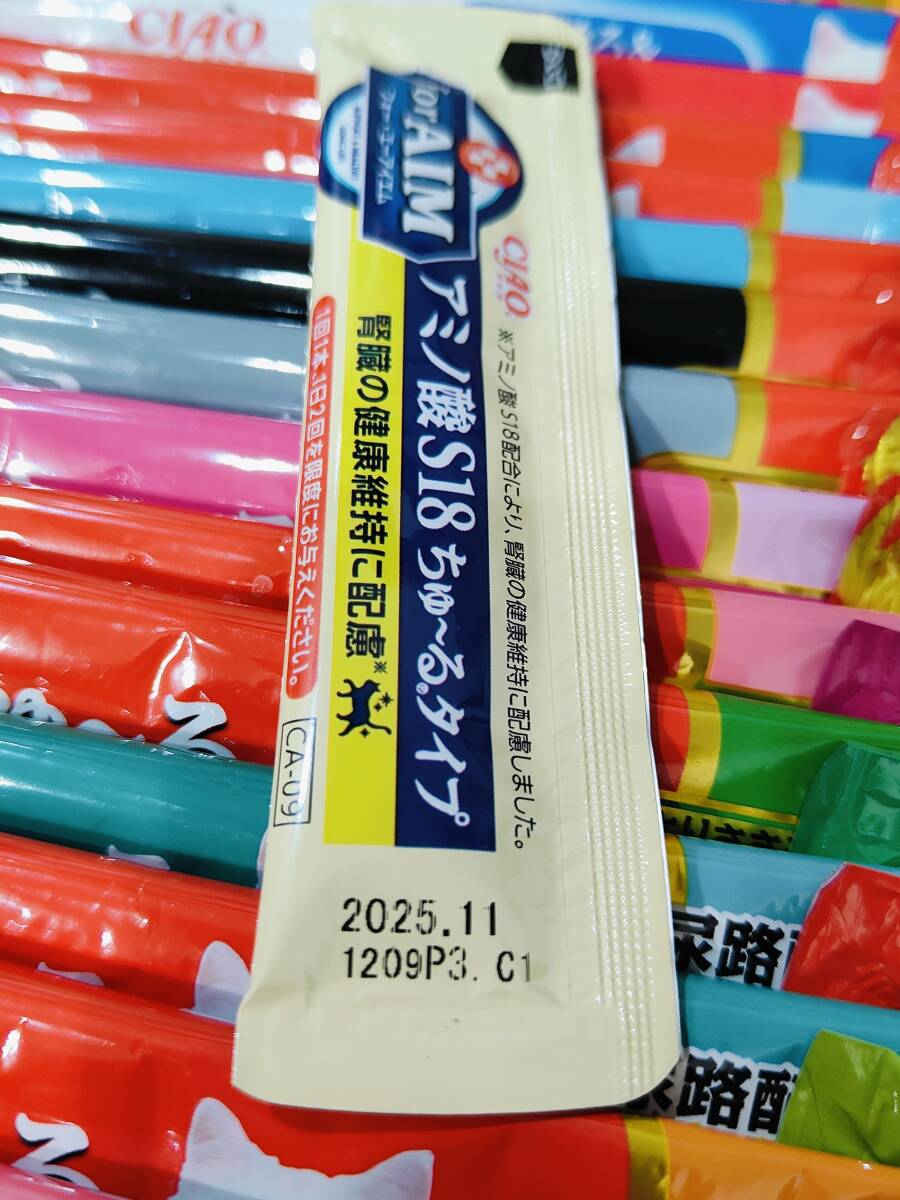 CIAO
for AIM
フォー・エーアイエム
CIAO
※アミノ酸S18配合により、腎臓の健康維持に配慮しました。
アミノ酸S18 ちゅ~る®タイプ
腎臓の健康維持に配慮※
1回1本、1日2回を限度にお与えください。
CA-09
2025.11
1209P3. C1
尿路配
路配
る